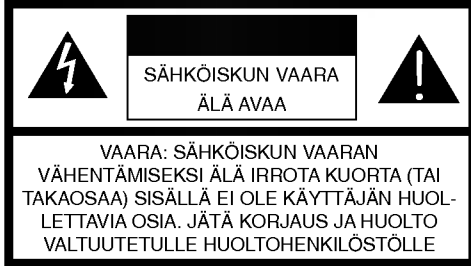 SÄHKÖISKUN VAARA
ÄLÄ AVAA
VAARA: SÄHKÖISKUN VAARAN
VÄHENTÄMISEKSI ÄLÄ IRROTA KUORTA (TAI
TAKAOSAA) SISÄLLÄ EI OLE KÄYTTÄJÄN HUOL-
LETTAVIA OSIA. JÄTÄ KORJAUS JA HUOLTO
VALTUUTETULLE HUOLTOHENKILÖSTÖLLE